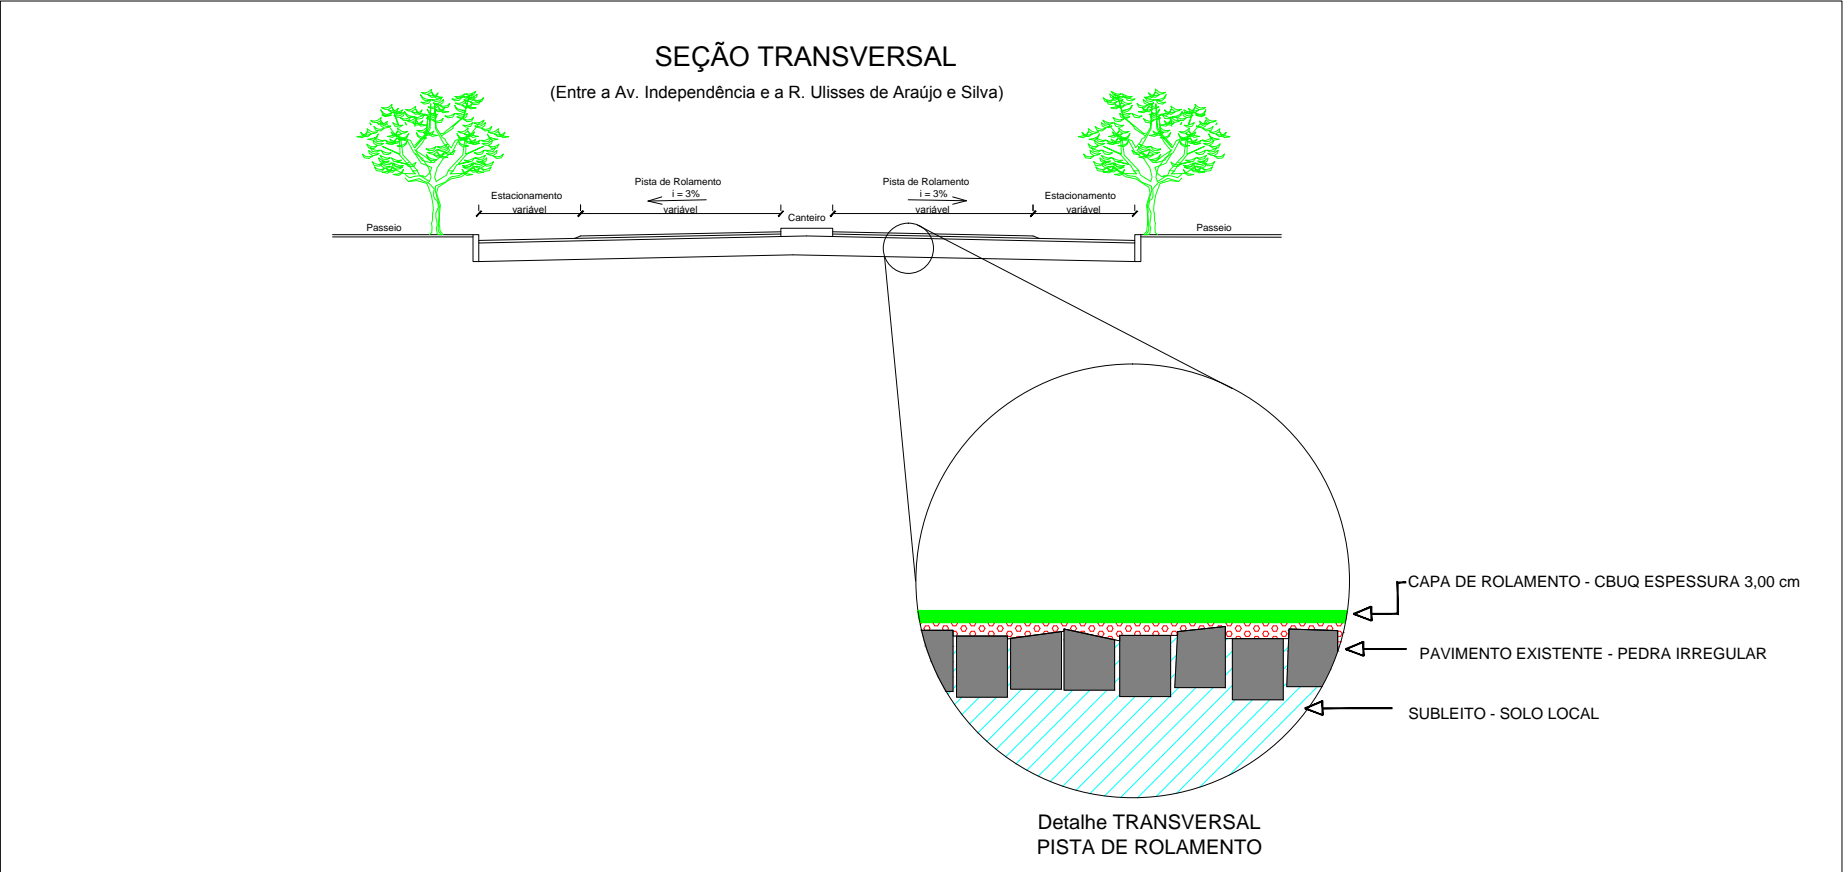 SEÇÃO TRANSVERSAL
(Entre a Av. Independência e a R. Ulisses de Araújo e Silva)
Estacionamento
variável
Pista de Rolamento
i = 3%
variável
Canteiro
Pista de Rolamento
i = 3%
variável
Estacionamento
variável
Passeio
Passeio
CAPA DE ROLAMENTO - CBUQ ESPESSURA 3,00 cm
PAVIMENTO EXISTENTE - PEDRA IRREGULAR
SUBLEITO - SOLO LOCAL
Detalhe TRANSVERSAL
PISTA DE ROLAMENTO